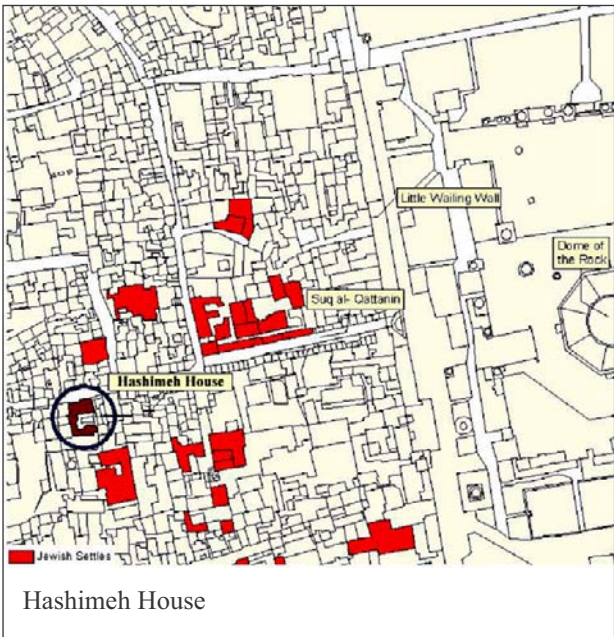 Little Wailing Wall
Dome of
the Rock
Suq al- Qattanin
Hashimeh House
Jewish Settles
Hashimeh House